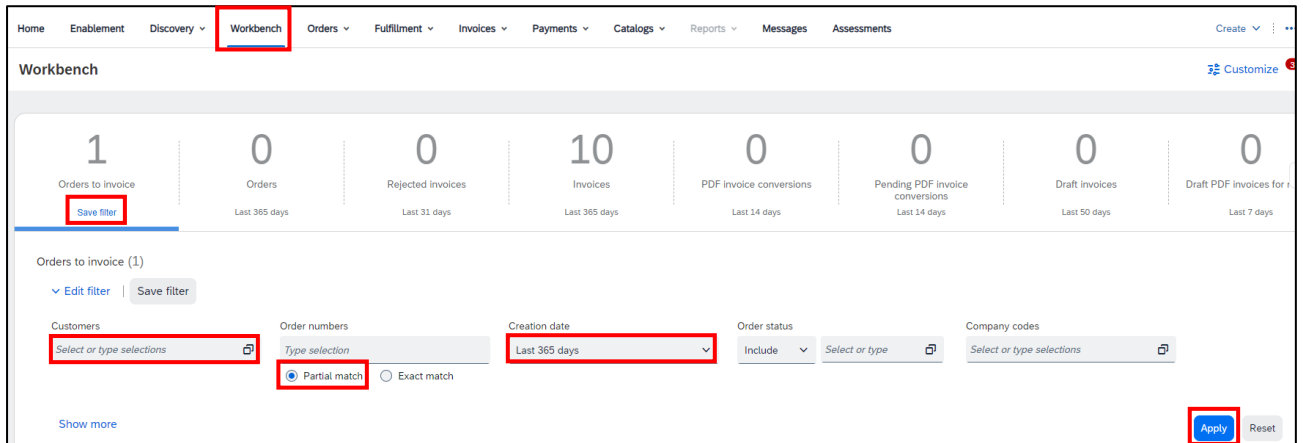 Home Enablement Discovery Workbench Orders Fulfillment Invoices Payments Catalogs Reports Messages Assessments Create
Workbench Customize 3
1 0 0 10 0 0 0 0
Orders to invoice Orders Rejected invoices Invoices PDF invoice conversions Pending PDF invoice conversions Draft invoices Draft PDF invoices for
Save filter Last 365 days Last 31 days Last 365 days Last 14 days Last 14 days Last 50 days Last 7 days
Orders to invoice (1)
Edit filter | Save filter
Customers Order numbers Creation date Order status Company codes
Select or type selections Type selection Last 365 days Include Select or type Select or type selections
Partial match Exact match
Show more Apply Reset